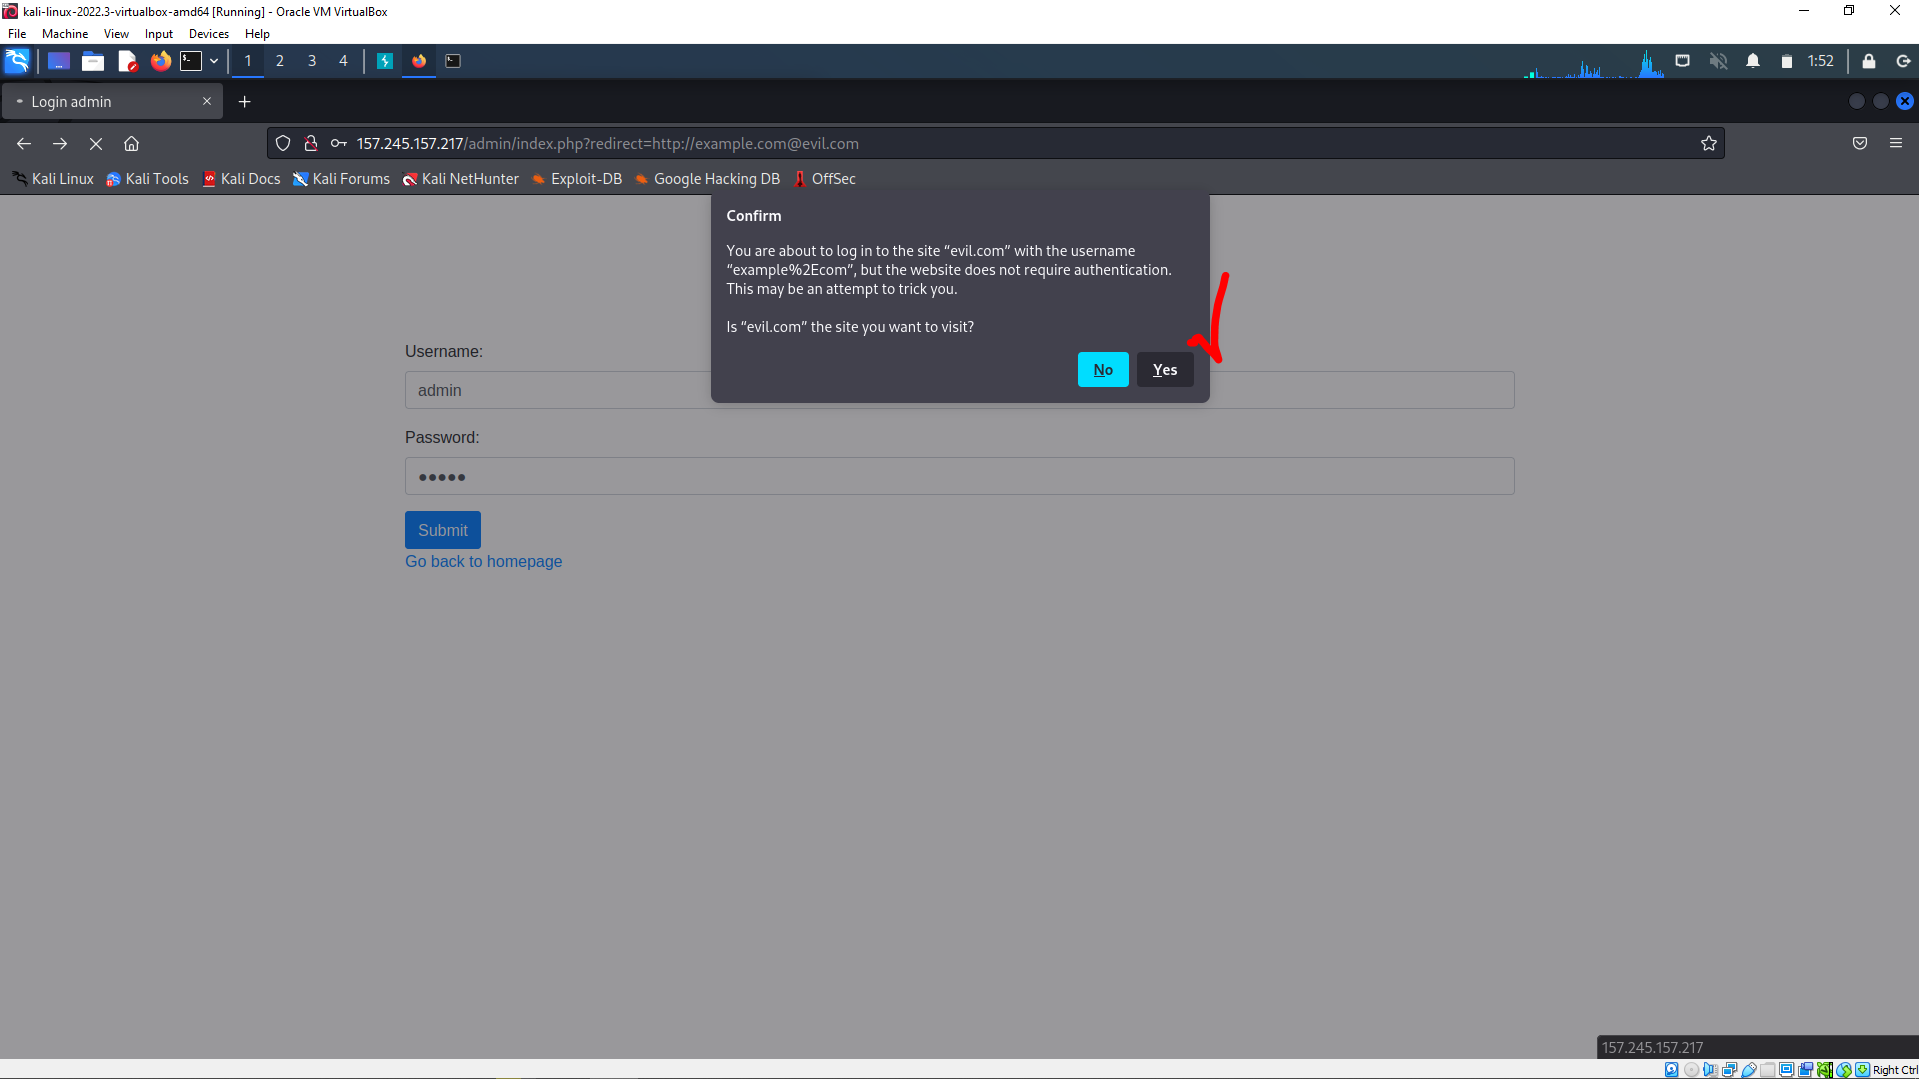 kali-linux-2022.3-virtualbox-amd64 [Running] - Oracle VM VirtualBox
File Machine View Input Devices Help
1 2 3 4 1:52
Login admin
157.245.157.217/admin/index.php?redirect=http://example.com@evil.com
Kali Linux Kali Tools Kali Docs Kali Forums Kali NetHunter Exploit-DB Google Hacking DB OffSec
Confirm
You are about to log in to the site “evil.com” with the username
“example%2Ecom”, but the website does not require authentication.
This may be an attempt to trick you.
Is “evil.com” the site you want to visit?
No Yes
Username:
admin
Password:
•••••
Submit
Go back to homepage
157.245.157.217
Right Ctrl